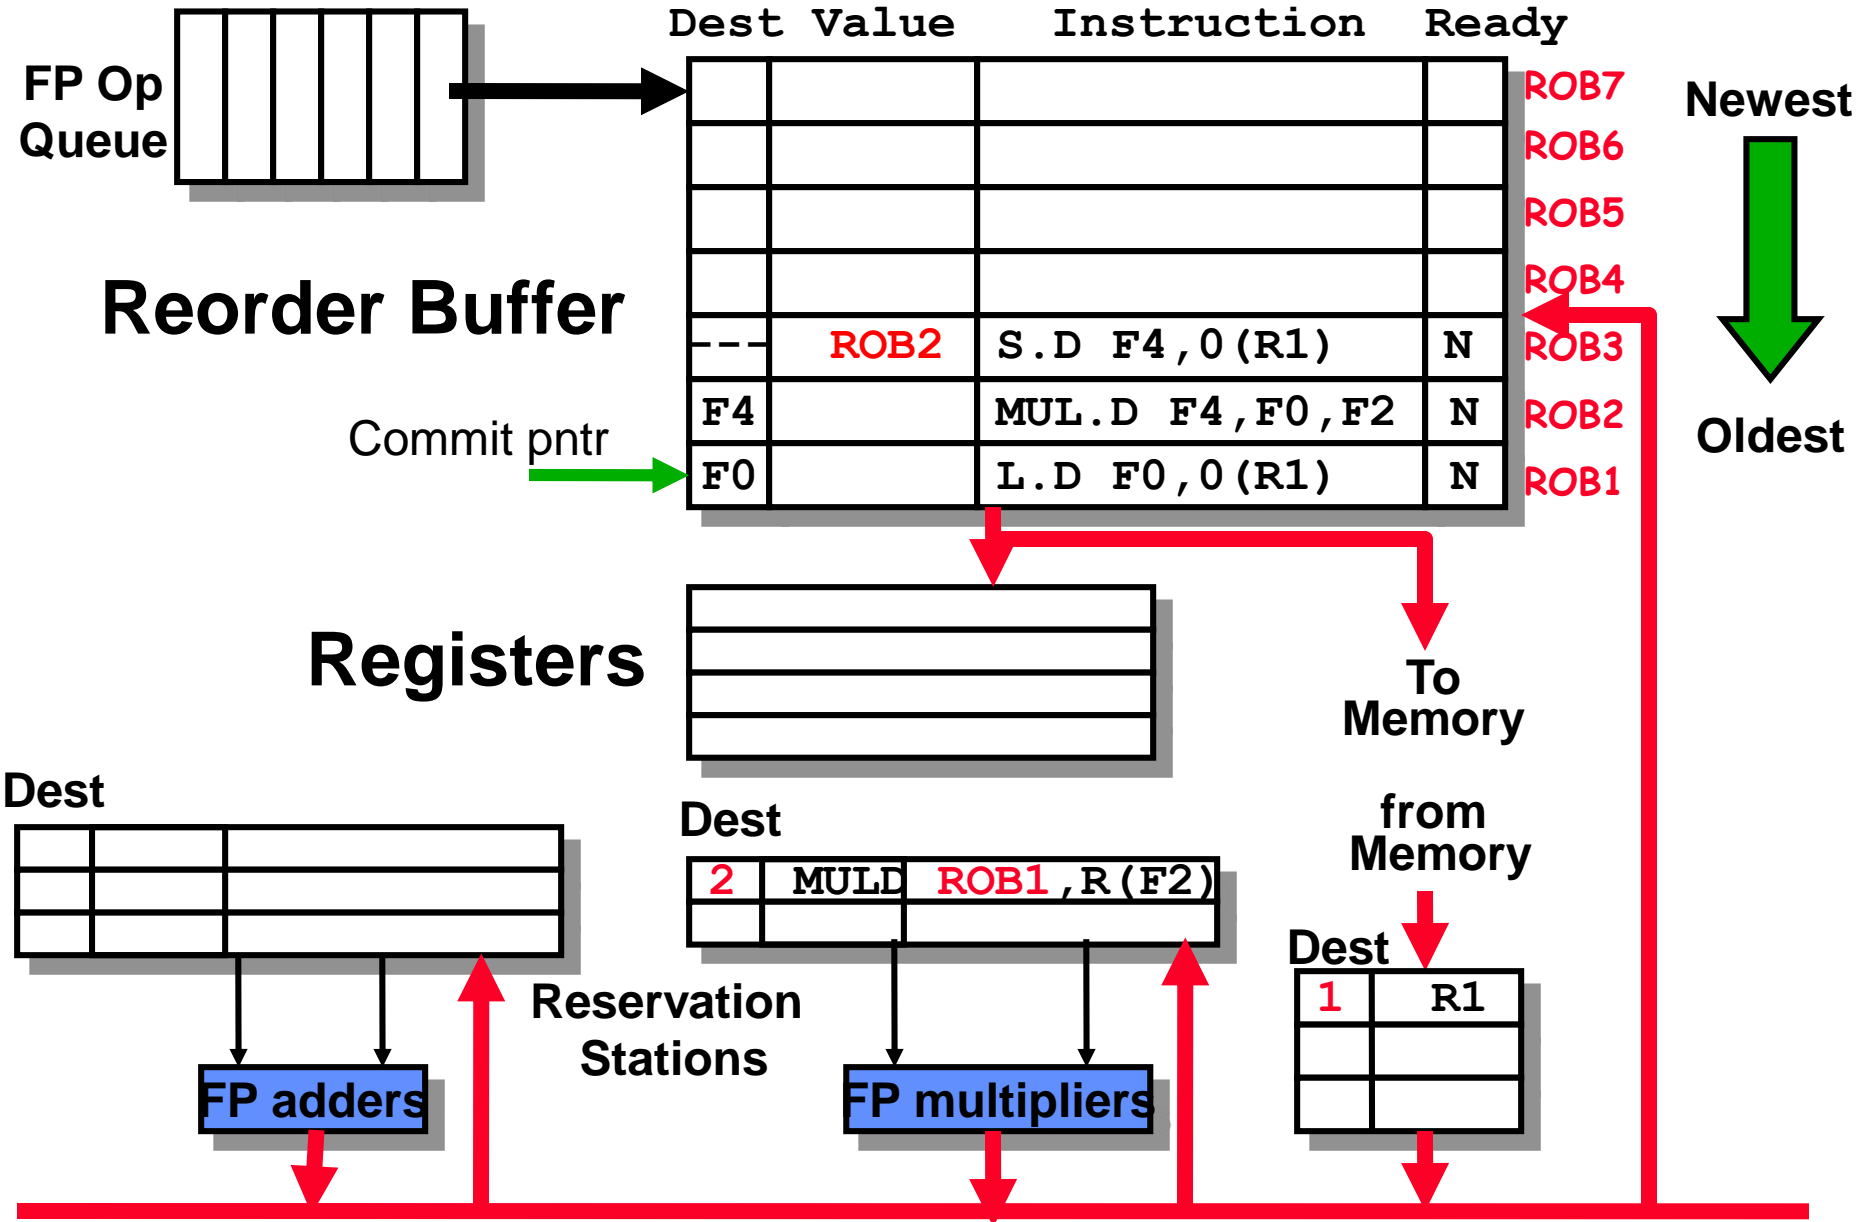 Dest Value Instruction Ready
FP Op
Queue
ROB7
Newest
ROB6
ROB5
Reorder Buffer
ROB4
--- ROB2 S.D F4,0(R1) N ROB3
F4 MUL.D F4,F0,F2 N ROB2
Oldest
Commit pntr
F0 L.D F0,0(R1) N ROB1
Registers
To
Memory
Dest
Dest
from
Memory
2 MULD ROB1,R(F2)
Dest
1 R1
Reservation
Stations
FP adders
FP multipliers